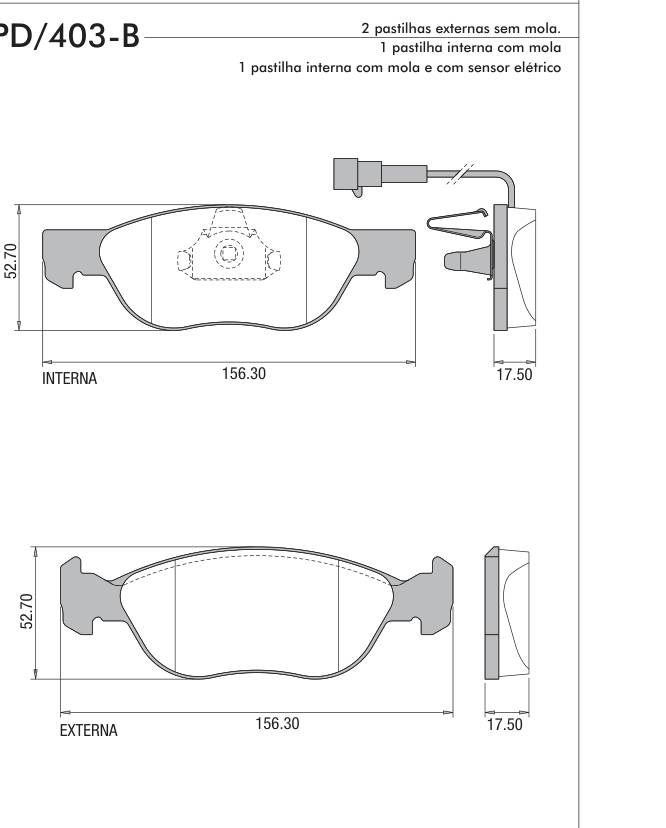 PD/403-B
2 pastilhas externas sem mola.
1 pastilha interna com mola
1 pastilha interna com mola e com sensor elétrico
52.70
156.30
17.50
INTERNA
52.70
156.30
17.50
EXTERNA